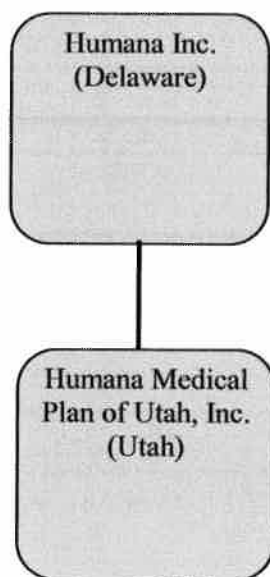 Humana Inc.
(Delaware)
Humana Medical
Plan of Utah, Inc.
(Utah)